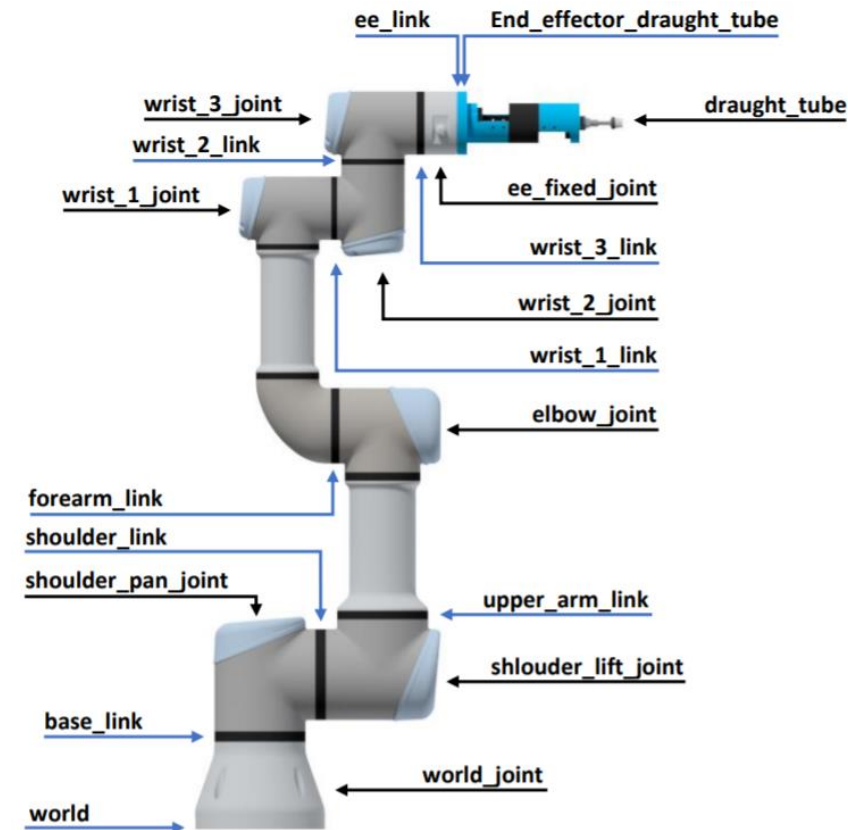 ee_link End_effector_draught_tube
wrist_3_joint
draught_tube
wrist_2_link
wrist_1_joint
ee_fixed_joint
wrist_3_link
wrist_2_joint
wrist_1_link
elbow_joint
forearm_link
shoulder_link
shoulder_pan_joint
upper_arm_link
shlouder_lift_joint
base_link
world_joint
world